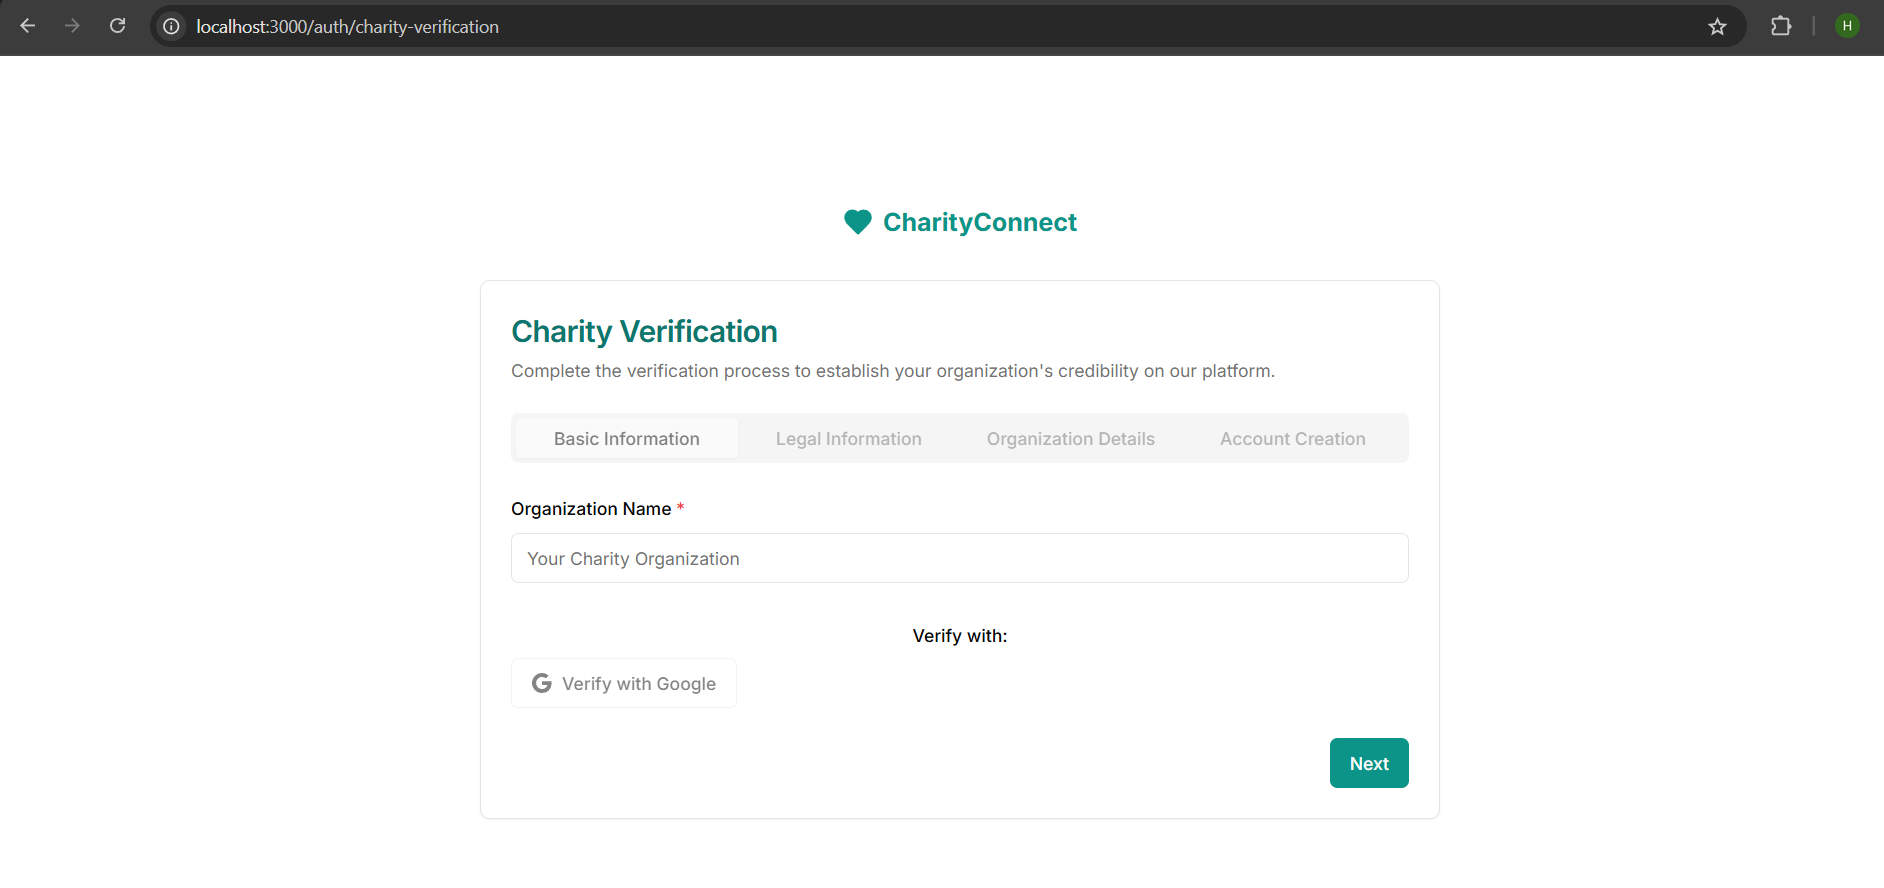 localhost:3000/auth/charity-verification
H
CharityConnect
Charity Verification
Complete the verification process to establish your organization's credibility on our platform.
Basic Information Legal Information Organization Details Account Creation
Organization Name *
Your Charity Organization
Verify with:
G Verify with Google
Next